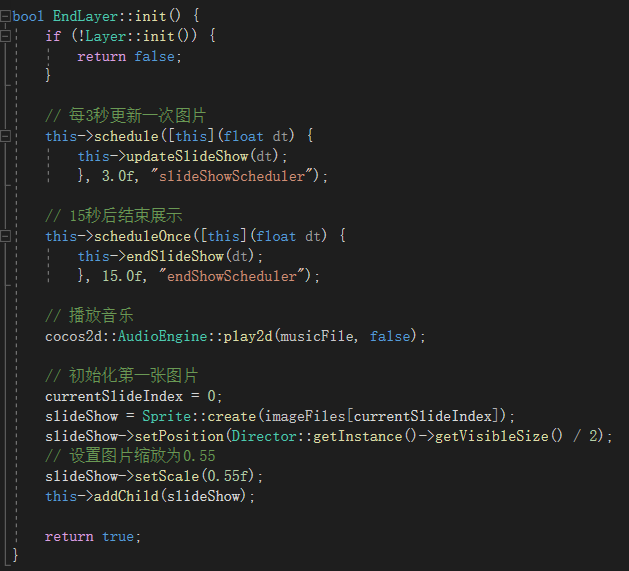 bool EndLayer::init() {
    if (!Layer::init()) {
        return false;
    }

    // 每3秒更新一次图片
    this->schedule([this](float dt) {
        this->updateSlideShow(dt);
        }, 3.0f, "slideShowScheduler");

    // 15秒后结束展示
    this->scheduleOnce([this](float dt) {
        this->endSlideShow(dt);
        }, 15.0f, "endShowScheduler");

    // 播放音乐
    cocos2d::AudioEngine::play2d(musicFile, false);

    // 初始化第一张图片
    currentSlideIndex = 0;
    slideShow = Sprite::create(imageFiles[currentSlideIndex]);
    slideShow->setPosition(Director::getInstance()->getVisibleSize() / 2);
    // 设置图片缩放为0.55
    slideShow->setScale(0.55f);
    this->addChild(slideShow);

    return true;
}